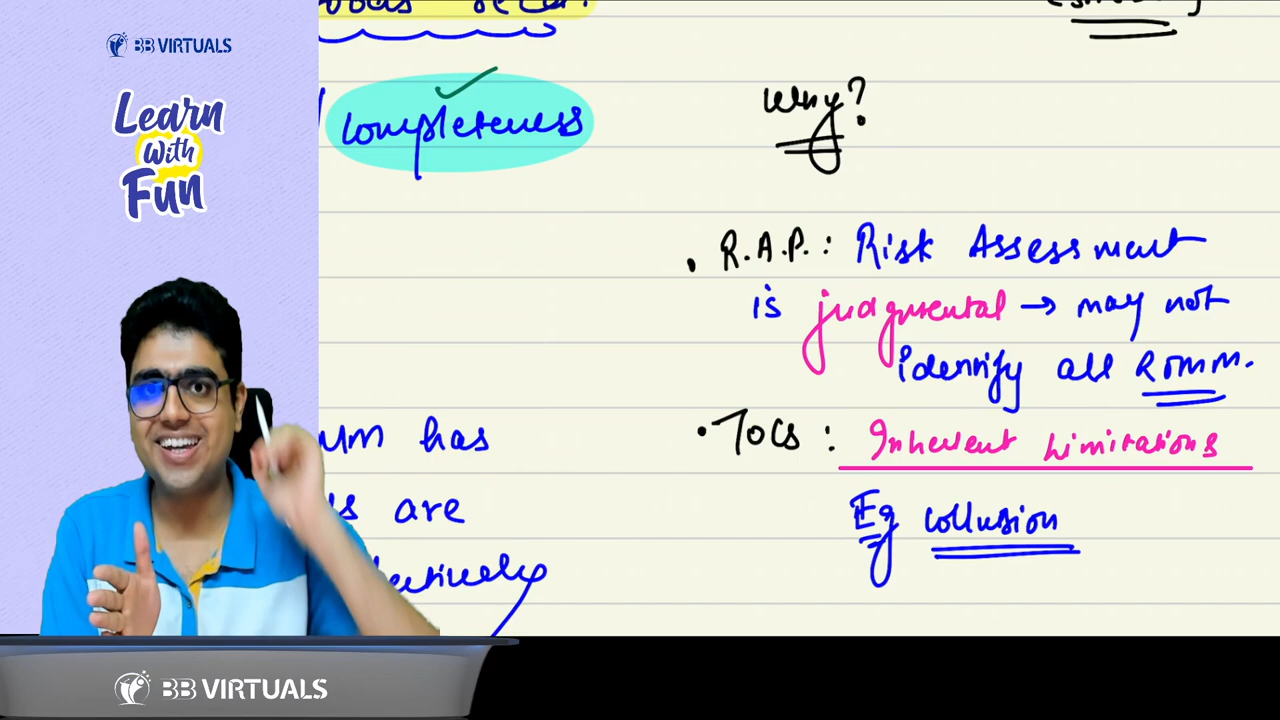 BB VIRTUALS
Learn
With
Fun
completeness
Why?
• R.A.P. : Risk Assessment
is judgmental → may not
identify all ROMM.
has
• TOCs : Inherent Limitations
are
Eg collusion
BB VIRTUALS